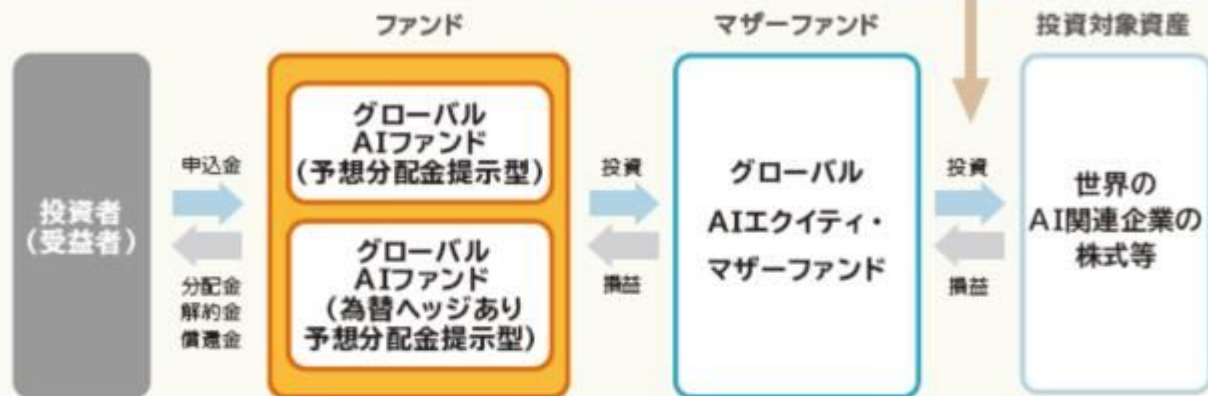 ファンド
マザーファンド
投資対象資産
投資者
(受益者)
申込金
分配金
解約金
償還金
グローバル
AIファンド
(予想分配金提示型)
グローバル
AIファンド
(為替ヘッジあり
予想分配金提示型)
投資
損益
グローバル
AIエクイティ・
マザーファンド
投資
損益
世界の
AI関連企業の
株式等